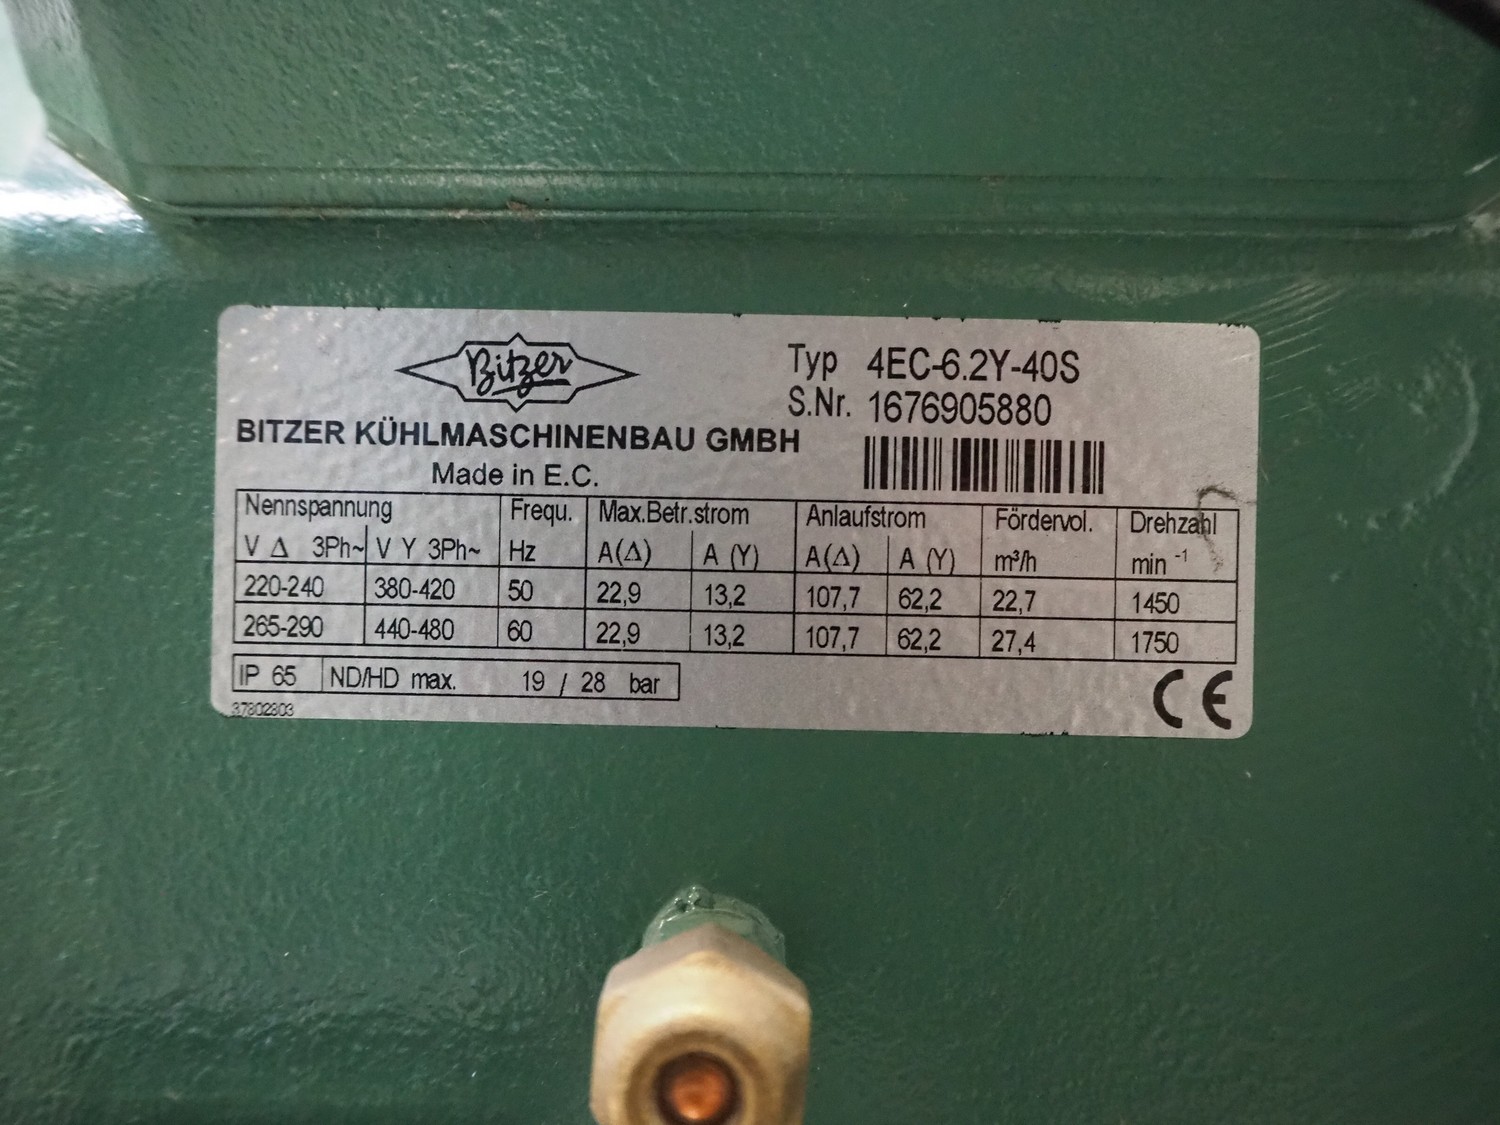 Bitzer
BITZER KÜHLMASCHINENBAU GMBH
Made in E.C.
Typ 4EC-6.2Y-40S
S.Nr. 1676905880
Nennspannung Frequ. Max.Betr.strom Anlaufstrom Fördervol. Drehzahl
V Δ 3Ph~ V Y 3Ph~ Hz A(Δ) A (Y) A(Δ) A (Y) m³/h min⁻¹
220-240 380-420 50 22,9 13,2 107,7 62,2 22,7 1450
265-290 440-480 60 22,9 13,2 107,7 62,2 27,4 1750
IP 65 ND/HD max. 19 / 28 bar
37802803
CE